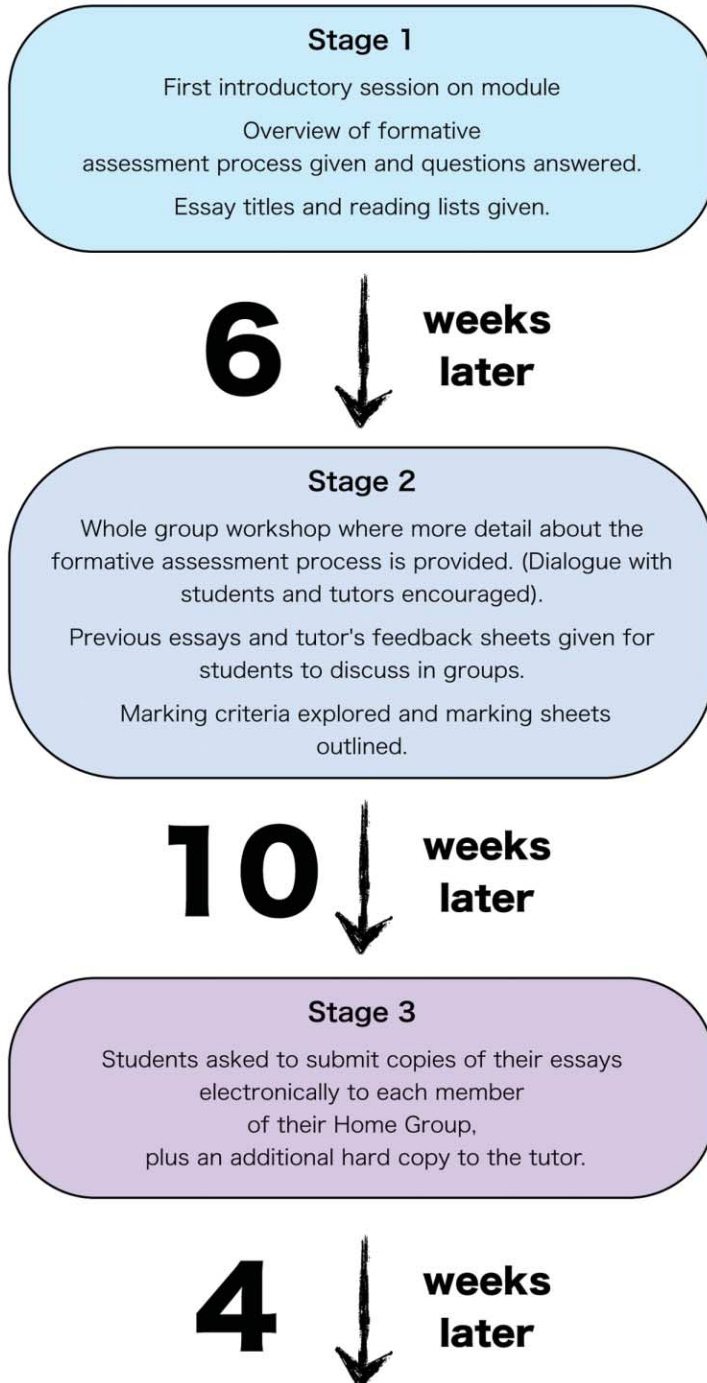 Stage 1
First introductory session on module
Overview of formative
assessment process given and questions answered.
Essay titles and reading lists given.
6 weeks
later
Stage 2
Whole group workshop where more detail about the
formative assessment process is provided. (Dialogue with
students and tutors encouraged).
Previous essays and tutor's feedback sheets given for
students to discuss in groups.
Marking criteria explored and marking sheets
outlined.
10 weeks
later
Stage 3
Students asked to submit copies of their essays
electronically to each member
of their Home Group,
plus an additional hard copy to the tutor.
4 weeks
later